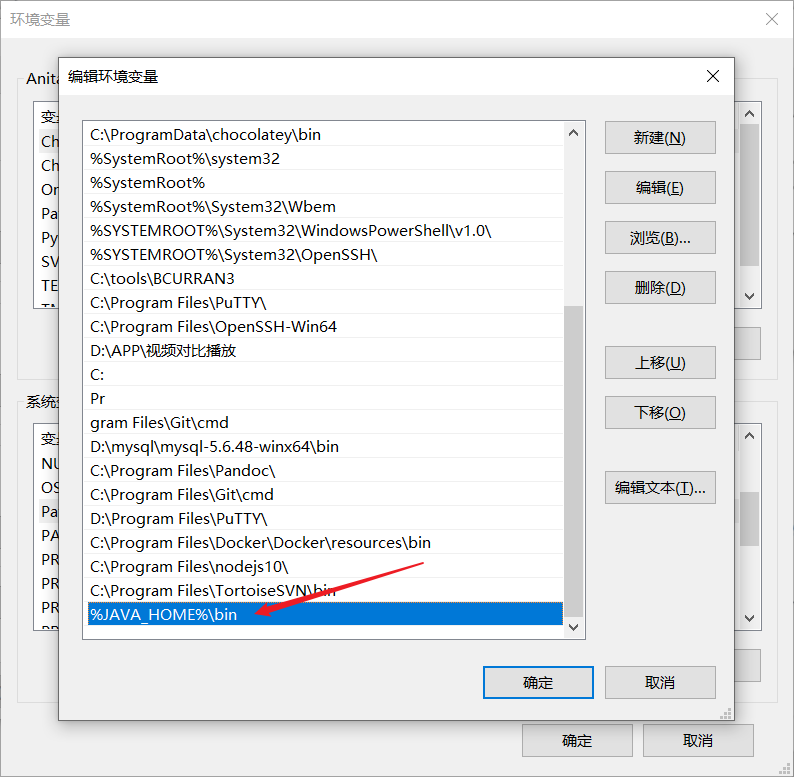 环境变量
Anita
编辑环境变量
变量
Ch
Ch
On
Pa
Py
SV
TE
C:\ProgramData\chocolatey\bin
%SystemRoot%\system32
%SystemRoot%
%SystemRoot%\System32\Wbem
%SYSTEMROOT%\System32\WindowsPowerShell\v1.0\
%SYSTEMROOT%\System32\OpenSSH\
C:\tools\BCURRAN3
C:\Program Files\PuTTY\
C:\Program Files\OpenSSH-Win64
D:\APP\视频对比播放
C:
Pr
gram Files\Git\cmd
D:\mysql\mysql-5.6.48-winx64\bin
C:\Program Files\Pandoc\
C:\Program Files\Git\cmd
D:\Program Files\PuTTY\
C:\Program Files\Docker\Docker\resources\bin
C:\Program Files\nodejs10\
C:\Program Files\TortoiseSVN\bin
%JAVA_HOME%\bin
新建(N)
编辑(E)
浏览(B)...
删除(D)
上移(U)
下移(O)
编辑文本(T)...
系统变
变量
NU
OS
Pa
PA
PR
PR
PR
确定
取消
确定
取消